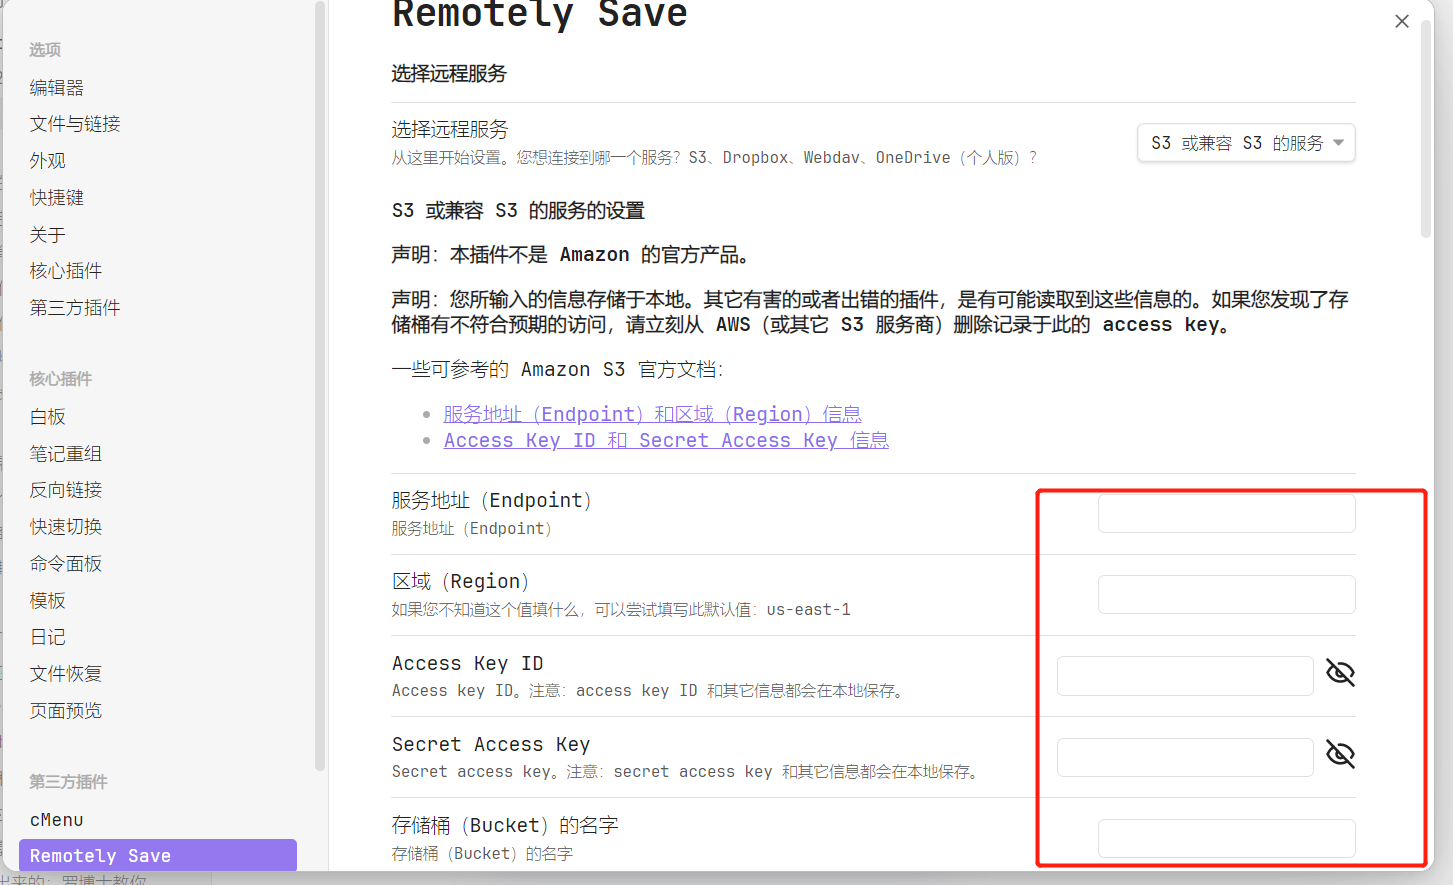 选项
编辑器
文件与链接
外观
快捷键
关于
核心插件
第三方插件
核心插件
白板
笔记重组
反向链接
快速切换
命令面板
模板
日记
文件恢复
页面预览
第三方插件
cMenu
Remotely Save
Remotely Save
选择远程服务
选择远程服务
从这里开始设置。您想连接到哪一个服务？S3、Dropbox、Webdav、OneDrive（个人版）？
S3 或兼容 S3 的服务
S3 或兼容 S3 的服务的设置
声明：本插件不是 Amazon 的官方产品。
声明：您所输入的信息存储于本地。其它有害的或者出错的插件，是有可能读取到这些信息的。如果您发现了存
储桶有不符合预期的访问，请立刻从 AWS（或其它 S3 服务商）删除记录于此的 access key。
一些可参考的 Amazon S3 官方文档：
服务地址（Endpoint）和区域（Region）信息
Access Key ID 和 Secret Access Key 信息
服务地址（Endpoint）
服务地址（Endpoint）
区域（Region）
如果您不知道这个值填什么，可以尝试填写此默认值：us-east-1
Access Key ID
Access key ID。注意：access key ID 和其它信息都会在本地保存。
Secret Access Key
Secret access key。注意：secret access key 和其它信息都会在本地保存。
存储桶（Bucket）的名字
存储桶（Bucket）的名字